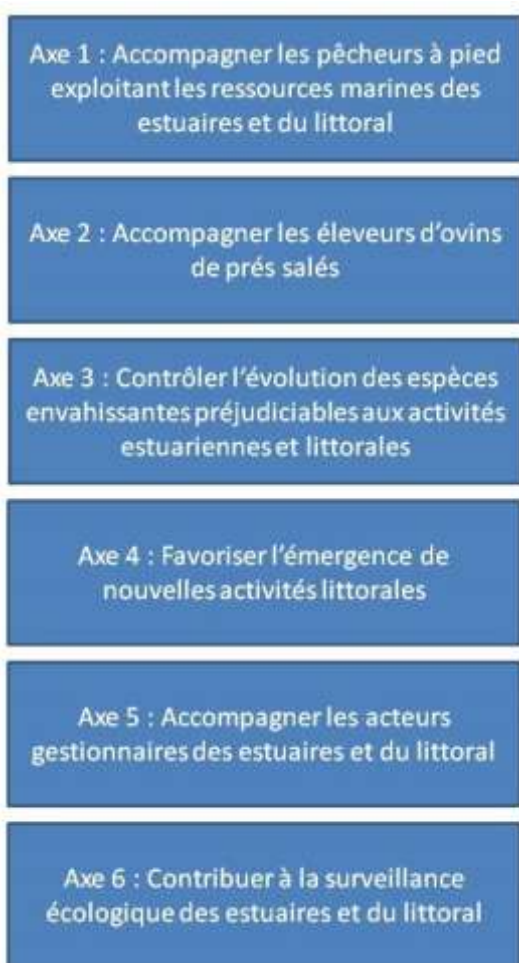 Axe 1 : Accompagner les pêcheurs à pied
exploitant les ressources marines des
estuaires et du littoral
Axe 2 : Accompagner les éleveurs d'ovins
de prés salés
Axe 3 : Contrôler l'évolution des espèces
envahissantes préjudiciables aux activités
estuariennes et littorales
Axe 4 : Favoriser l'émergence de
nouvelles activités littorales
Axe 5 : Accompagner les acteurs
gestionnaires des estuaires et du littoral
Axe 6 : Contribuer à la surveillance
écologique des estuaires et du littoral